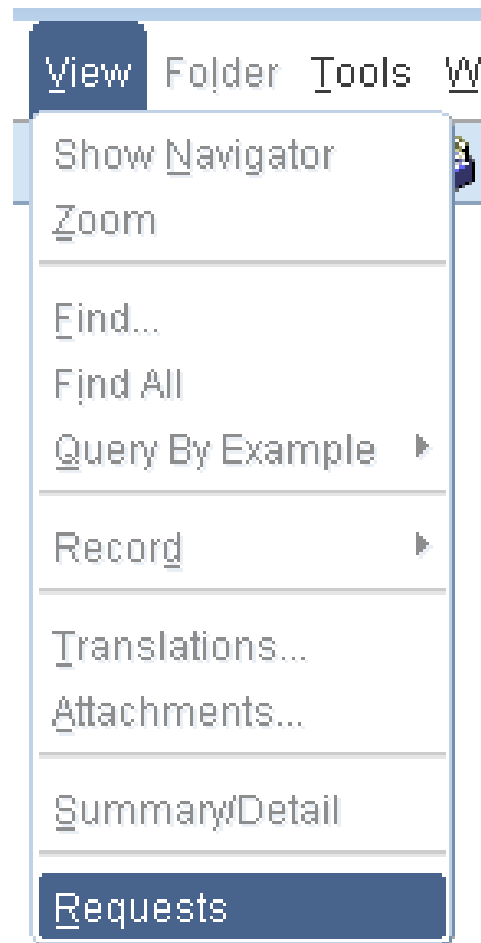 View Folder Tools W
Show Navigator
Zoom
Find...
Find All
Query By Example
Record
Translations...
Attachments...
Summary/Detail
Requests